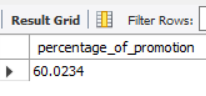 Result Grid Filter Rows:
percentage_of_promotion
60.0234